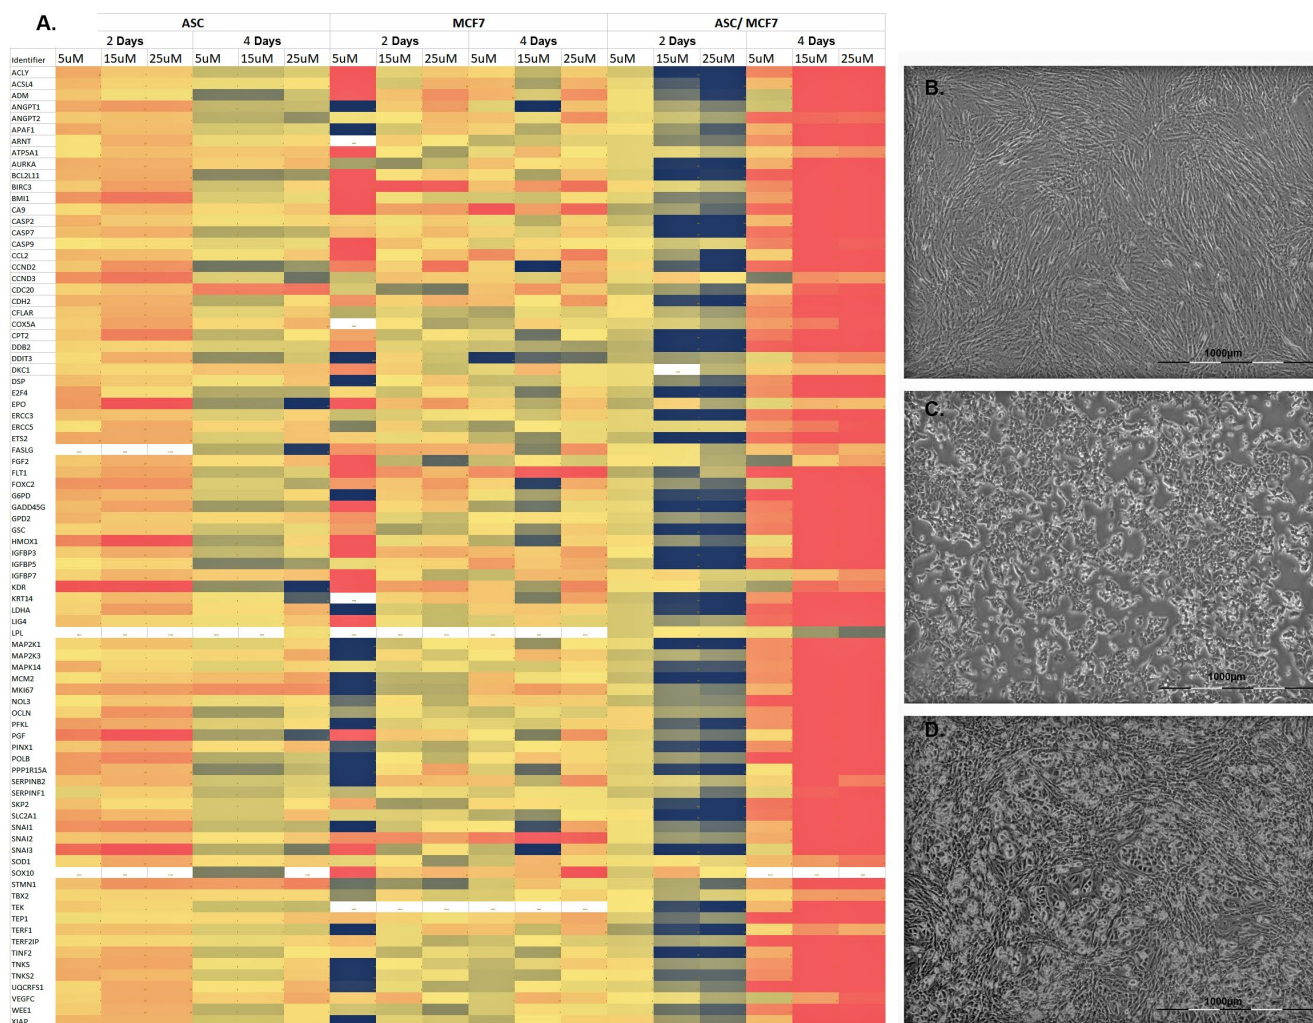 A.
ASC MCF7 ASC/ MCF7
2 Days 4 Days 2 Days 4 Days 2 Days 4 Days
Identifier 5uM 15uM 25uM 5uM 15uM 25uM 5uM 15uM 25uM 5uM 15uM 25uM 5uM 15uM 25uM 5uM 15uM 25uM
ACLY
ACSL4
ADM
ANGPT1
ANGPT2
APAF1
ARNT
ATP5A1
AURKA
BCL2L11
BIRC3
BMI1
CA9
CASP2
CASP7
CASP9
CCL2
CCND2
CCND3
CDC20
CDH2
CFLAR
COX5A
CPT2
DDB2
DDIT3
DKC1
DSP
E2F4
EPO
ERCC3
ERCC5
ETS2
FASLG
FGF2
FLT1
FOXC2
G6PD
GADD45G
GPD2
GSC
HMOX1
IGFBP3
IGFBP5
IGFBP7
KDR
KRT14
LDHA
LIG4
LPL
MAP2K1
MAP2K3
MAPK14
MCM2
MKI67
NOL3
OCLN
PFKL
PGF
PINX1
POLB
PPP1R15A
SERPINB2
SERPINF1
SKP2
SLC2A1
SNAI1
SNAI2
SNAI3
SOD1
SOX10
STMN1
TBX2
TEK
TEP1
TERF1
TERF2IP
TINF2
TNKS
TNKS2
UQCRFS1
VEGFC
WEE1
XIAP
B.
1000µm
C.
1000µm
D.
1000µm